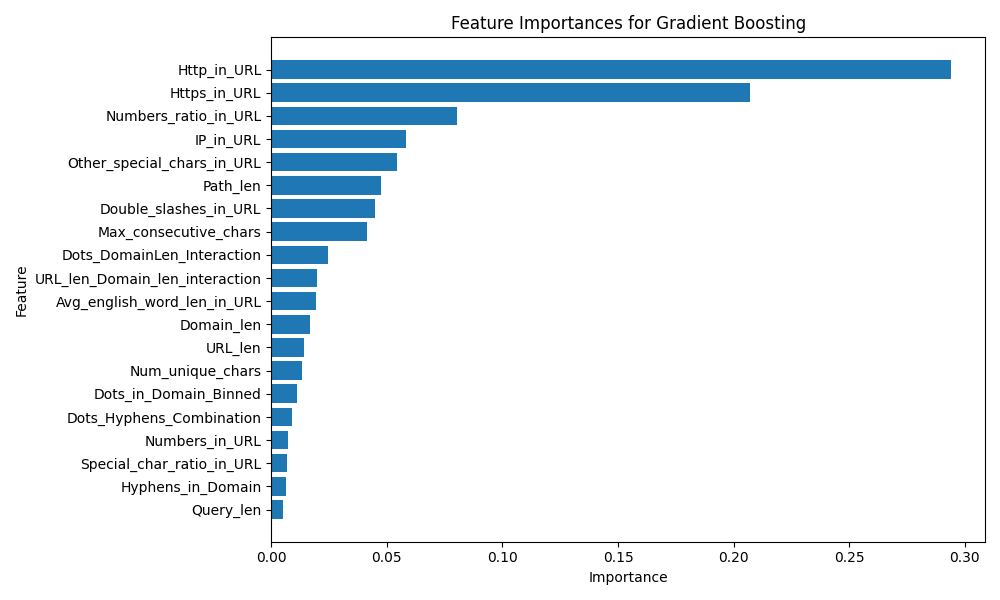 Feature Importances for Gradient Boosting
Http_in_URL
Https_in_URL
Numbers_ratio_in_URL
IP_in_URL
Other_special_chars_in_URL
Path_len
Double_slashes_in_URL
Max_consecutive_chars
Dots_DomainLen_Interaction
URL_len_Domain_len_interaction
Avg_english_word_len_in_URL
Domain_len
URL_len
Num_unique_chars
Dots_in_Domain_Binned
Dots_Hyphens_Combination
Numbers_in_URL
Special_char_ratio_in_URL
Hyphens_in_Domain
Query_len
Feature
0.00 0.05 0.10 0.15 0.20 0.25 0.30
Importance